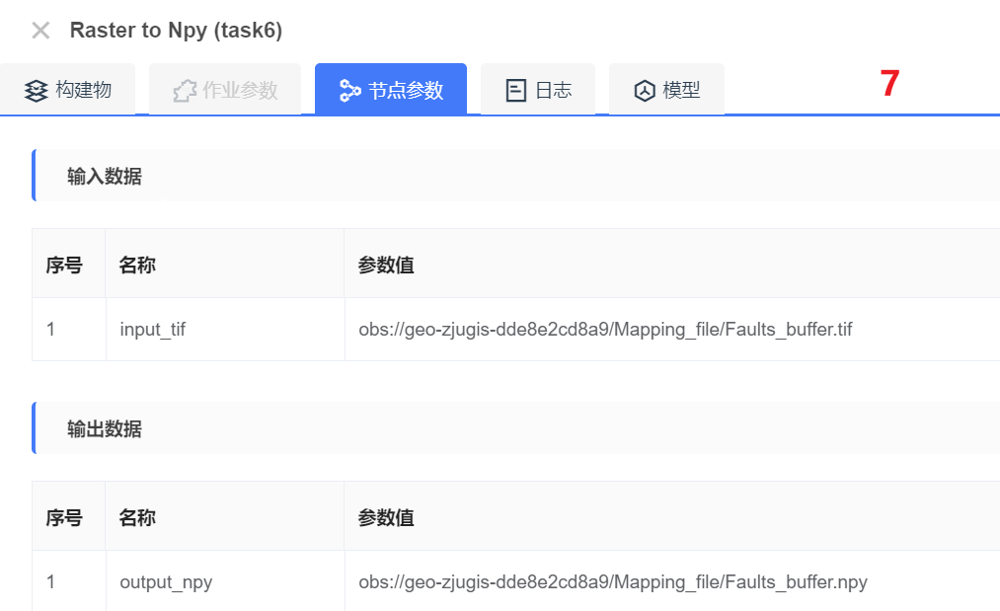 Raster to Npy (task6)
构建物 作业参数 节点参数 日志 模型 7
输入数据
序号 名称 参数值
1 input_tif obs://geo-zjugis-dde8e2cd8a9/Mapping_file/Faults_buffer.tif
输出数据
序号 名称 参数值
1 output_npy obs://geo-zjugis-dde8e2cd8a9/Mapping_file/Faults_buffer.npy